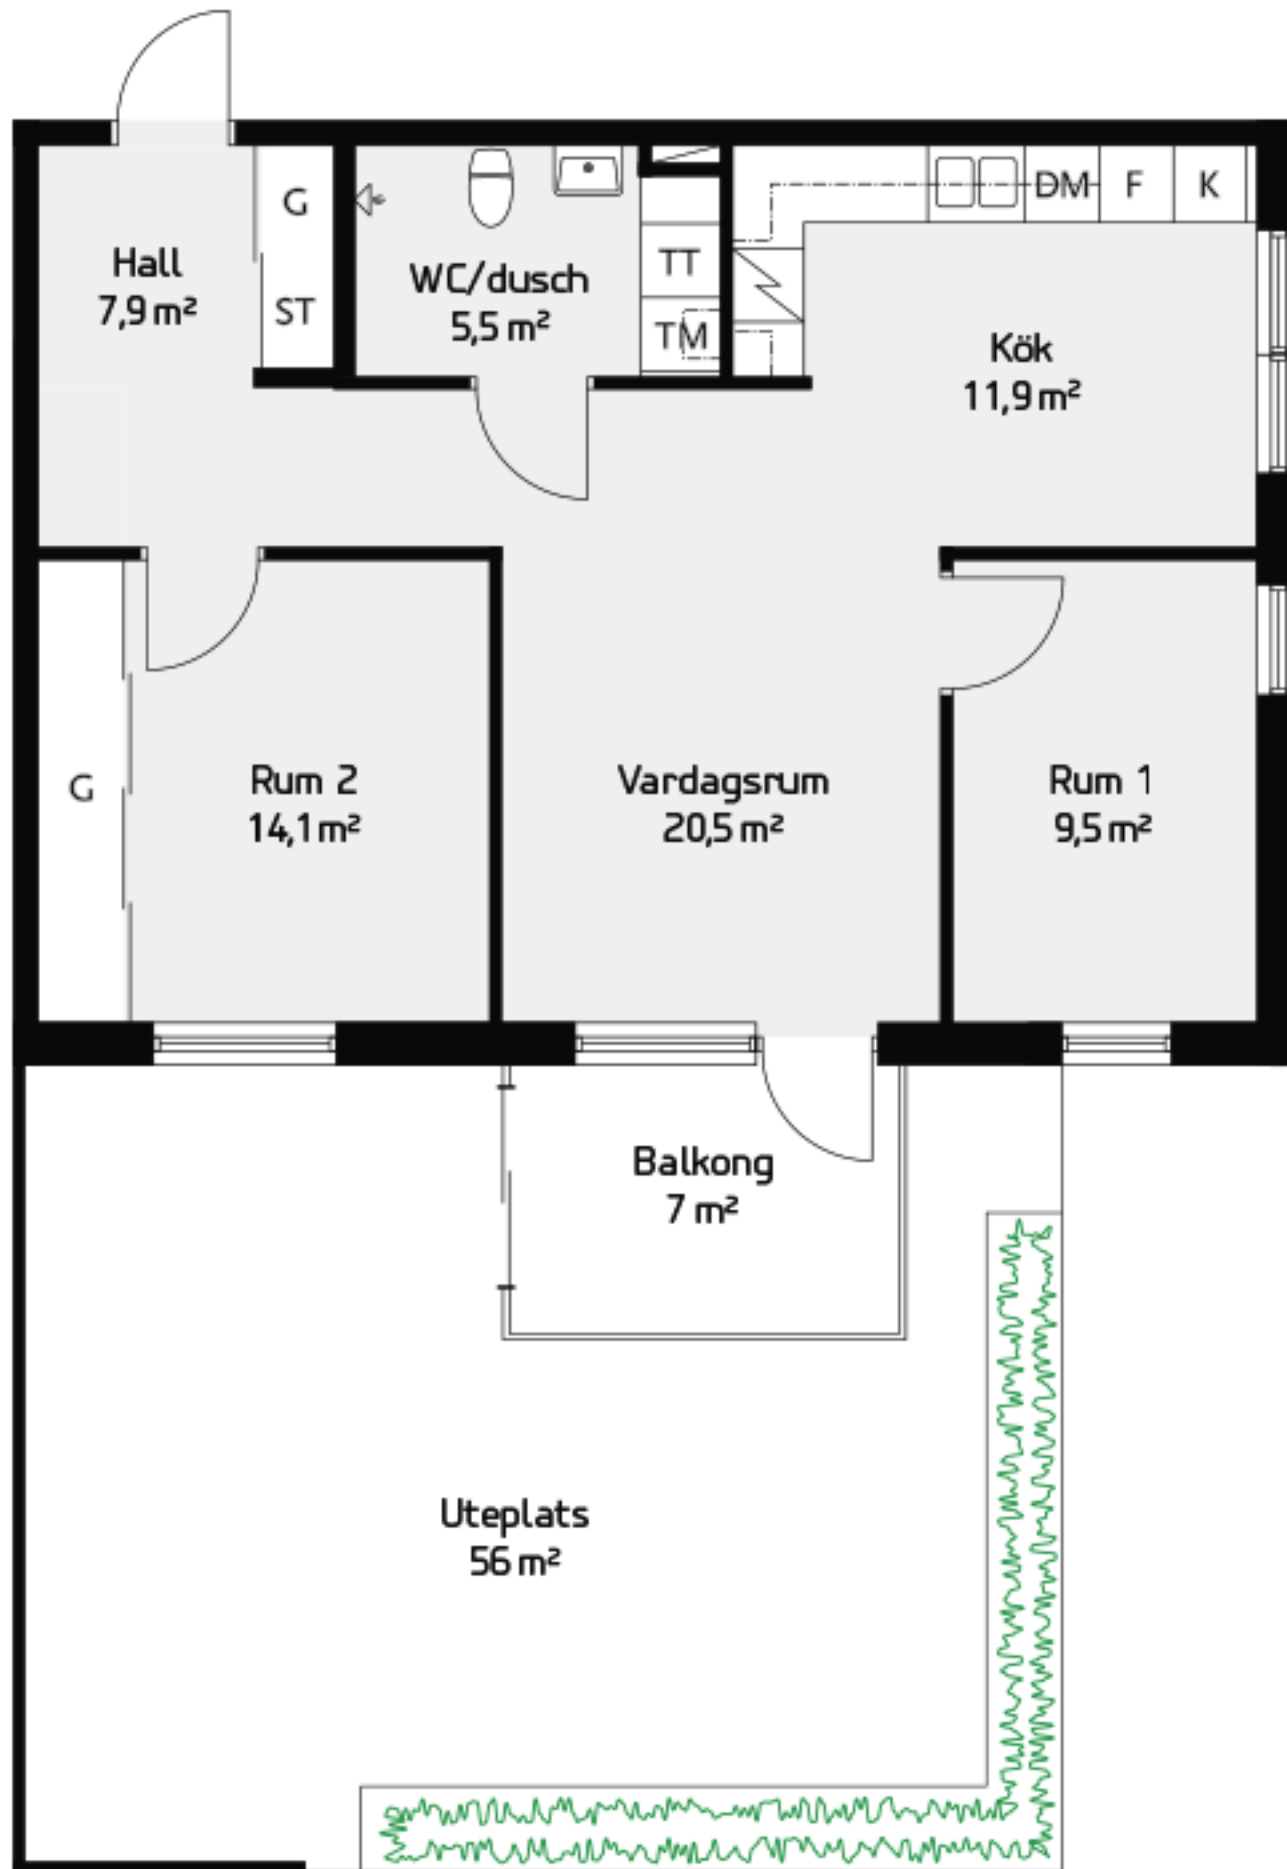 G
DM
F
K
Hall
7,9 m²
WC/dusch
5,5 m²
TT
ST
TM
Kök
11,9 m²
G
Rum 2
14,1 m²
Vardagsrum
20,5 m²
Rum 1
9,5 m²
Balkong
7 m²
Uteplats
56 m²